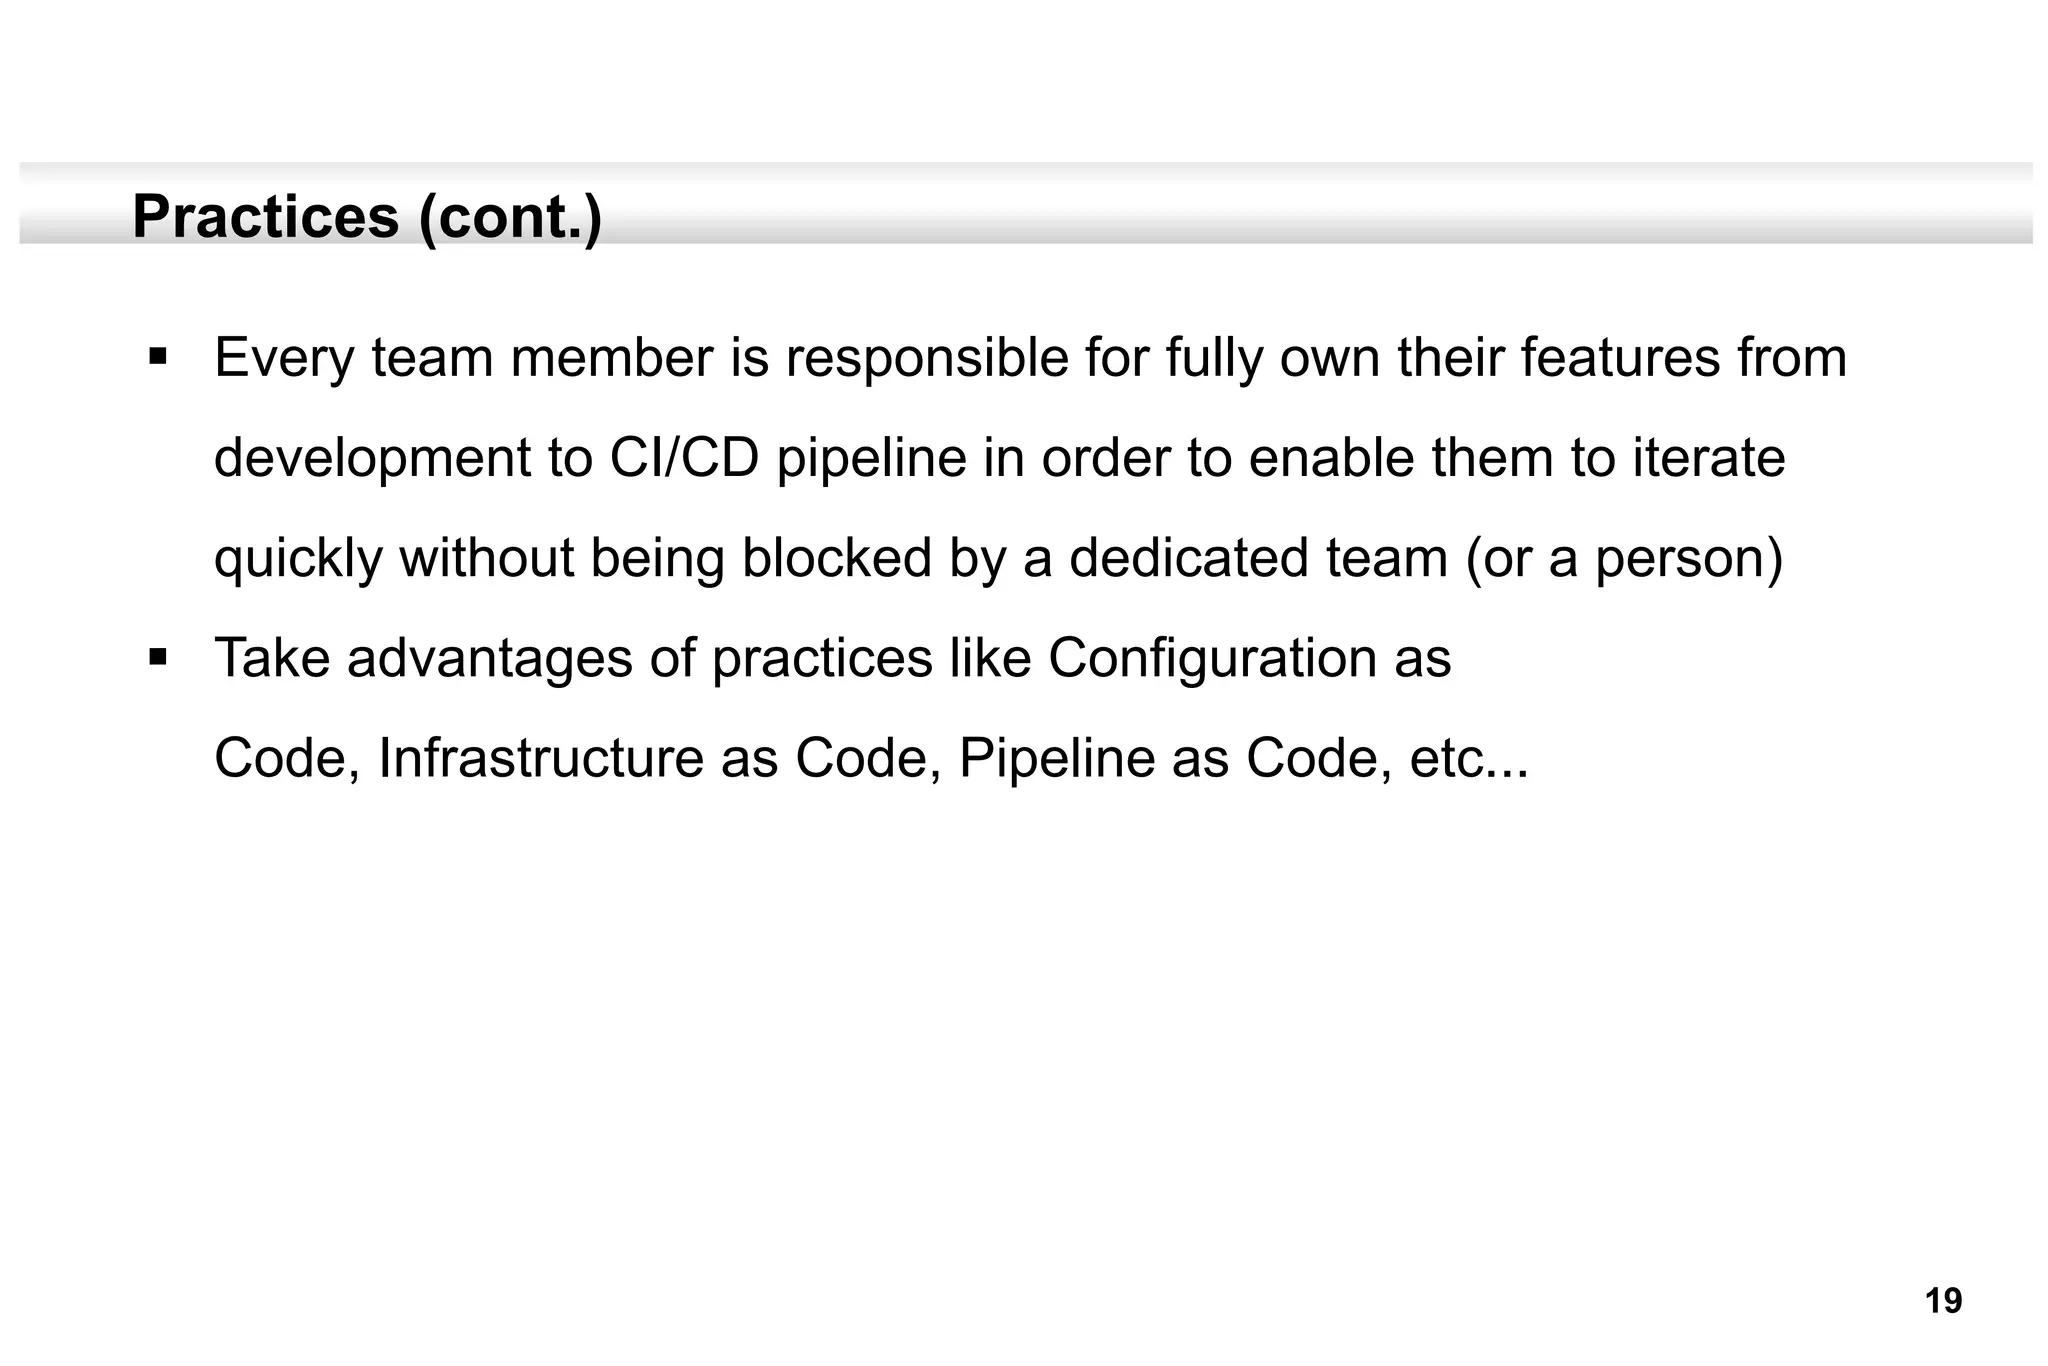 Practices (cont.)
▪ Every team member is responsible for fully own their features from
development to CI/CD pipeline in order to enable them to iterate
quickly without being blocked by a dedicated team (or a person)
▪ Take advantages of practices like Configuration as
Code, Infrastructure as Code, Pipeline as Code, etc...
19